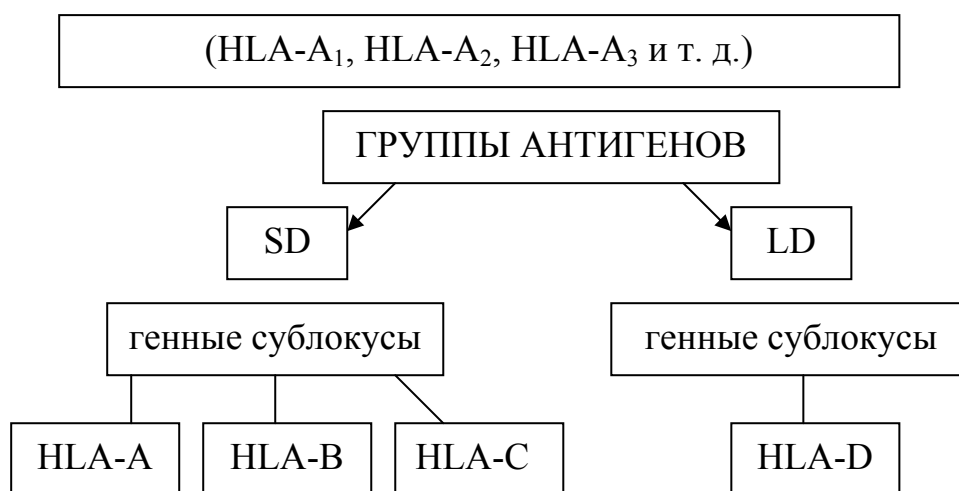 (HLA-A₁, HLA-A₂, HLA-A₃ и т. д.)
ГРУППЫ АНТИГЕНОВ
SD
LD
генные сублокусы
генные сублокусы
HLA-A
HLA-B
HLA-C
HLA-D